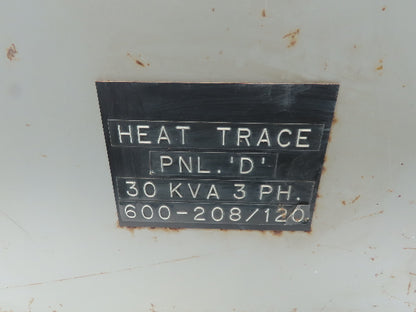 HEAT TRACE
PNL. 'D'
30 KVA 3 PH.
600-208/120